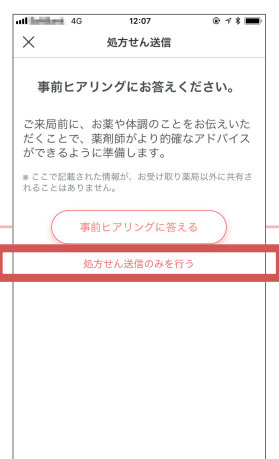 4G 12:07
処方せん送信
事前ヒアリングにお答えください。
ご来局前に、お薬や体調のことをお伝えいた
だくことで、薬剤師がより的確なアドバイス
ができるように準備します。
※ ここで記載された情報が、お受け取り薬局以外に共有さ
れることはありません。
事前ヒアリングに答える
処方せん送信のみを行う